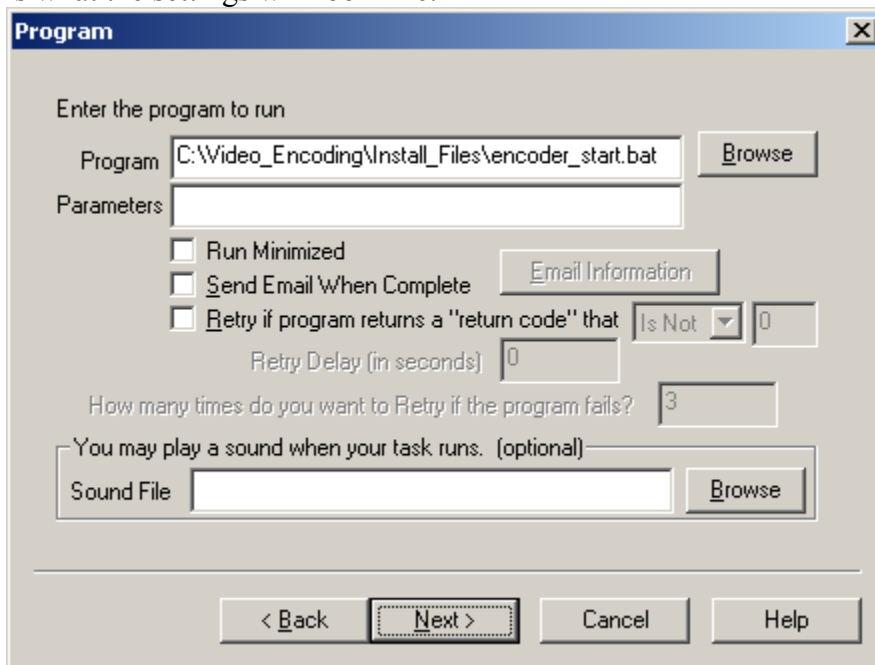 Program
Enter the program to run
Program C:\Video_Encoding\Install_Files\encoder_start.bat Browse
Parameters
Run Minimized
Send Email When Complete Email Information
Retry if program returns a "return code" that Is Not 0
Retry Delay (in seconds) 0
How many times do you want to Retry if the program fails? 3
You may play a sound when your task runs. (optional)
Sound File Browse
< Back Next > Cancel Help